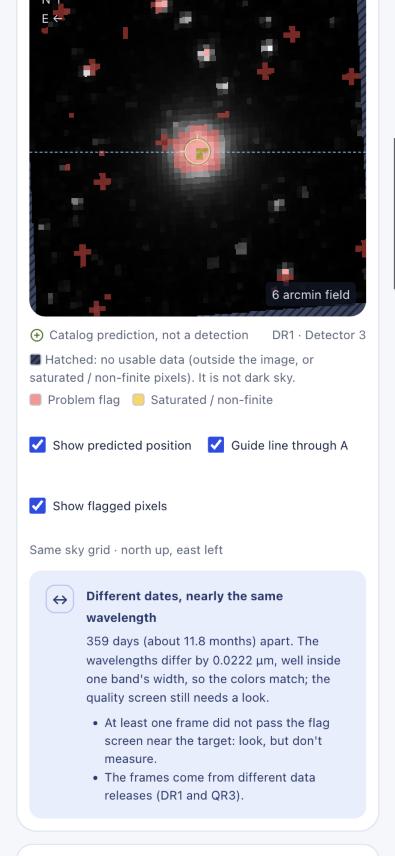 N ↑
E ←
6 arcmin field
Catalog prediction, not a detection
DR1 · Detector 3
Hatched: no usable data (outside the image, or
saturated / non-finite pixels). It is not dark sky.
Problem flag
Saturated / non-finite
Show predicted position
Guide line through A
Show flagged pixels
Same sky grid · north up, east left
Different dates, nearly the same
wavelength
359 days (about 11.8 months) apart. The
wavelengths differ by 0.0222 μm, well inside
one band's width, so the colors match; the
quality screen still needs a look.
• At least one frame did not pass the flag
screen near the target: look, but don't
measure.
• The frames come from different data
releases (DR1 and QR3).